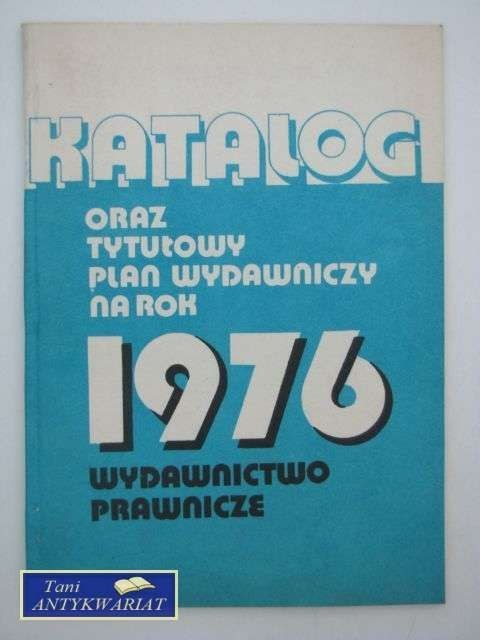 KATALOG
ORAZ
TYTUŁOWY
PLAN WYDAWNICZY
NA ROK
1976
WYDAWNICTWO
PRAWNICZE
Tani
ANTYKWARIAT